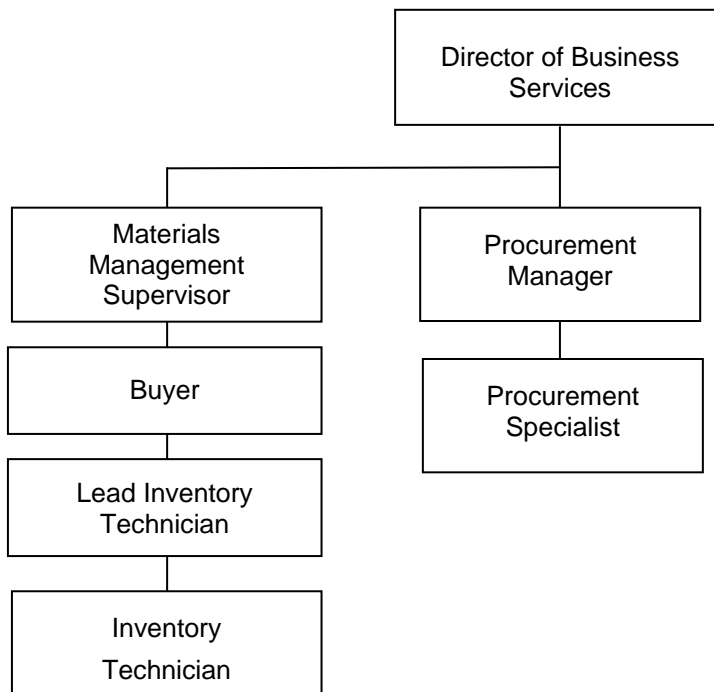 Director of Business
Services
Materials
Management
Supervisor
Procurement
Manager
Buyer
Procurement
Specialist
Lead Inventory
Technician
Inventory
Technician